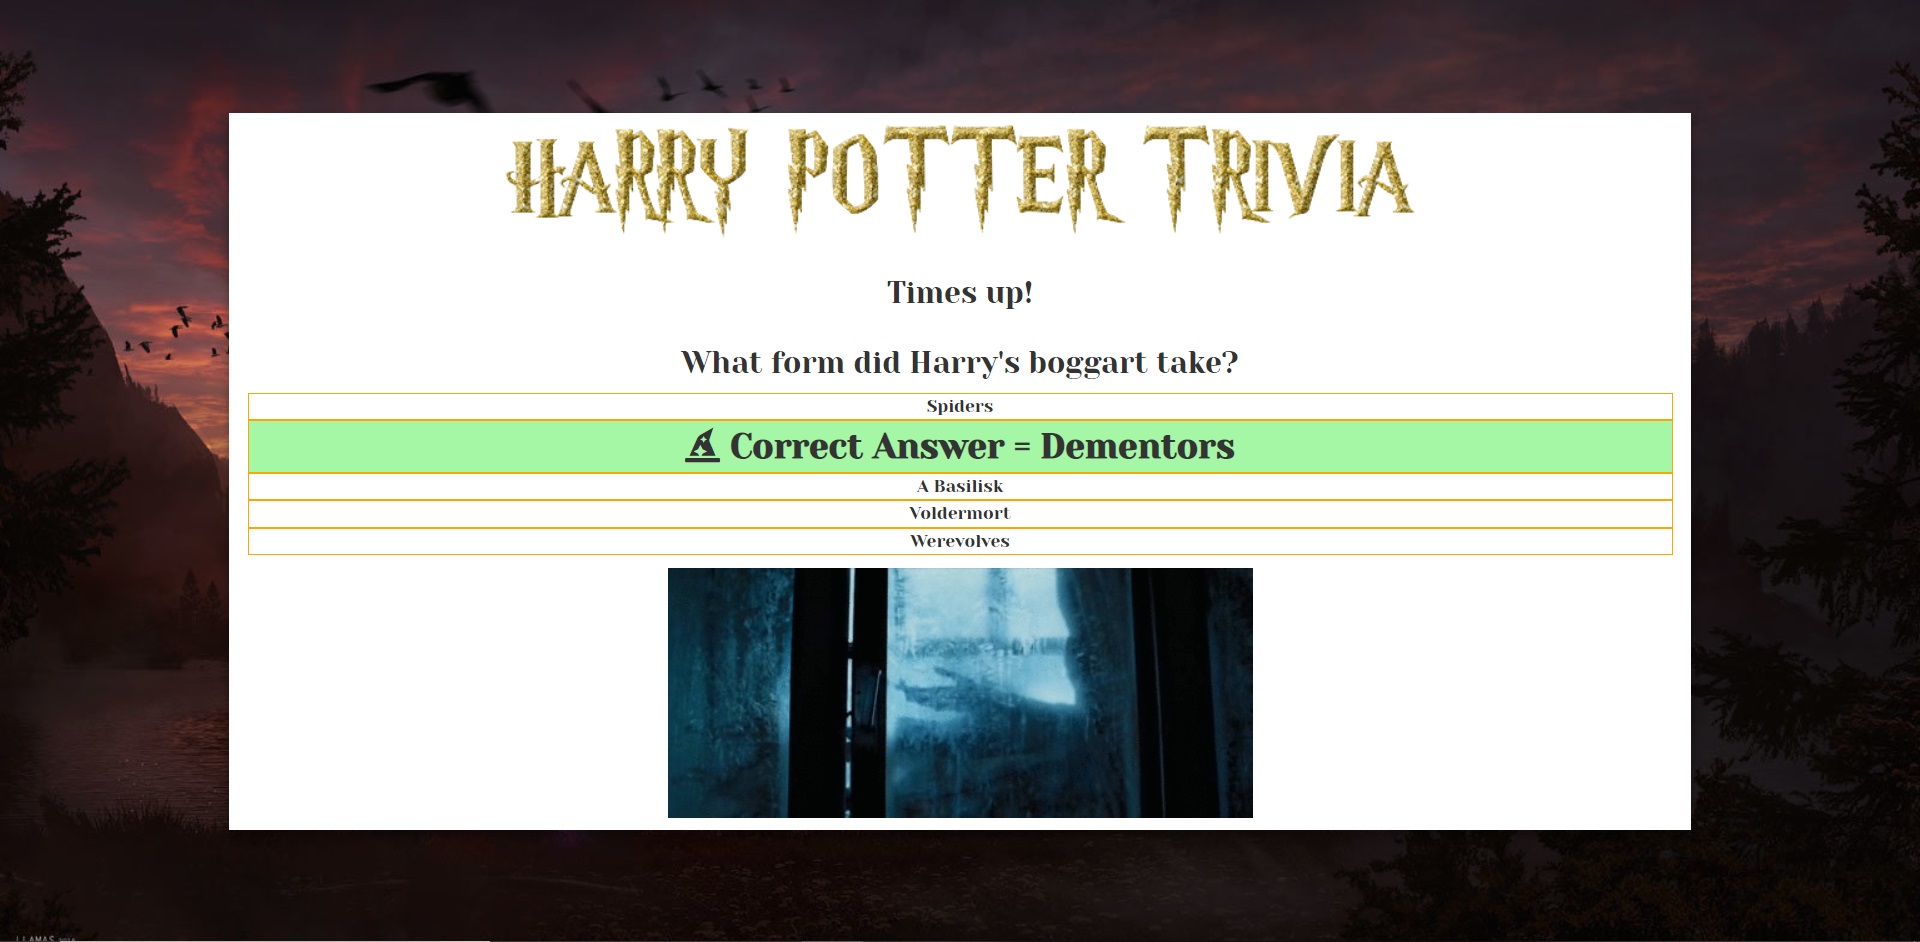 HARRY POTTER TRIVIA
Times up!
What form did Harry's boggart take?
Spiders
Correct Answer = Dementors
A Basilisk
Voldermort
Werevolves